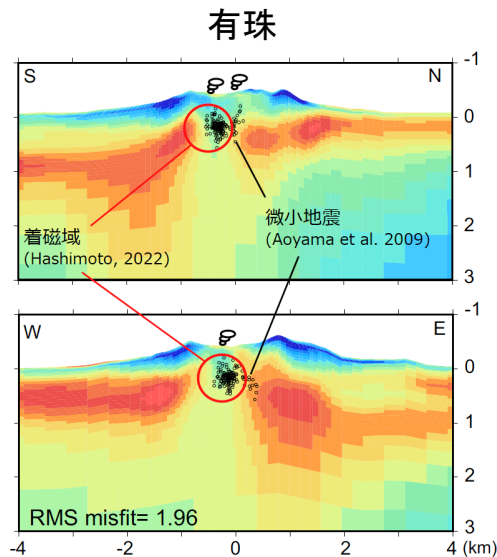 有珠
S
N
-1
0
1
2
3
着磁域
(Hashimoto, 2022)
微小地震
(Aoyama et al. 2009)
W
E
-1
0
1
2
3
RMS misfit= 1.96
-4 -2 0 2 4 (km)